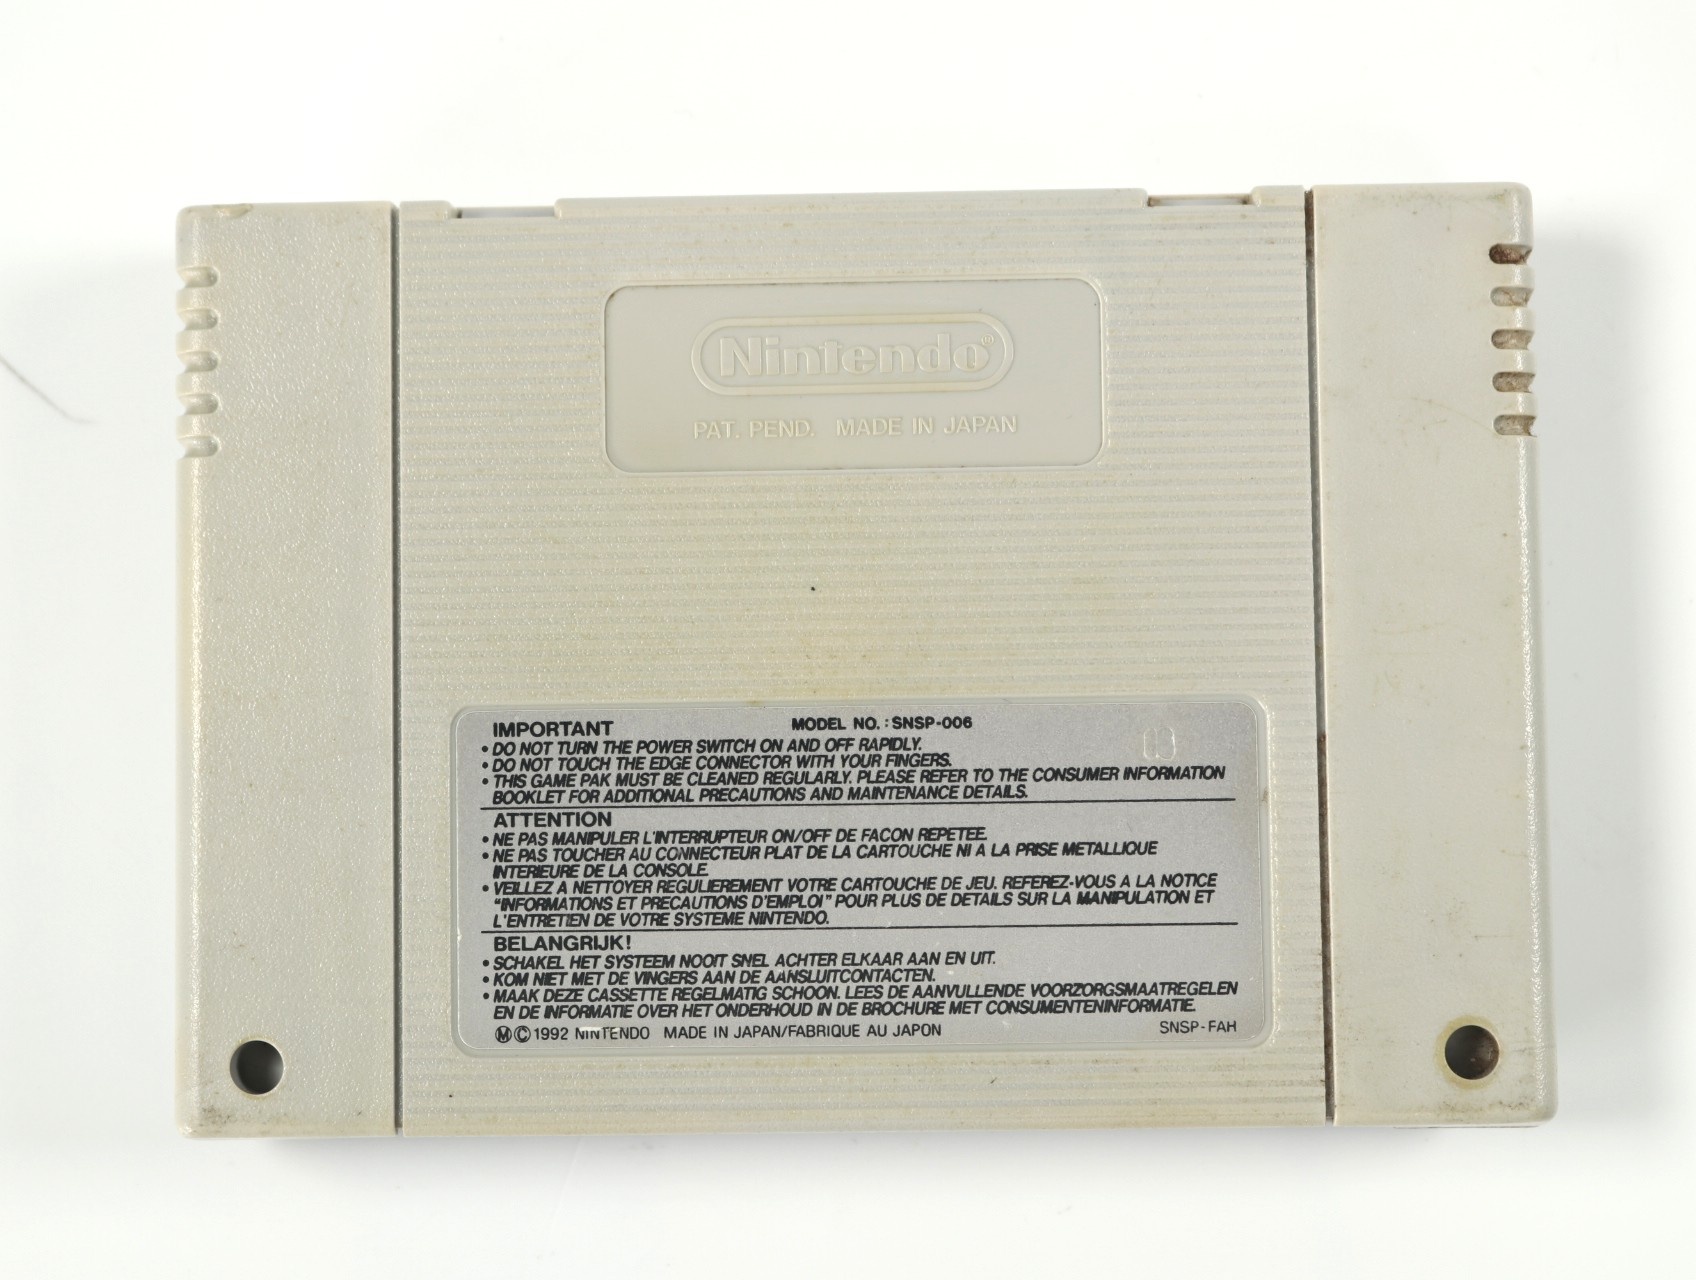 Nintendo®
PAT. PEND. MADE IN JAPAN
IMPORTANT MODEL NO. : SNSP-006
• DO NOT TURN THE POWER SWITCH ON AND OFF RAPIDLY.
• DO NOT TOUCH THE EDGE CONNECTOR WITH YOUR FINGERS.
• THIS GAME PAK MUST BE CLEANED REGULARLY. PLEASE REFER TO THE CONSUMER INFORMATION
BOOKLET FOR ADDITIONAL PRECAUTIONS AND MAINTENANCE DETAILS.
ATTENTION
• NE PAS MANIPULER L'INTERRUPTEUR ON/OFF DE FACON REPETEE.
• NE PAS TOUCHER AU CONNECTEUR PLAT DE LA CARTOUCHE NI A LA PRISE METALLIQUE
INTERIEURE DE LA CONSOLE.
• VEILLEZ A NETTOYER REGULIEREMENT VOTRE CARTOUCHE DE JEU. REFEREZ-VOUS A LA NOTICE
"INFORMATIONS ET PRECAUTIONS D'EMPLOI" POUR PLUS DE DETAILS SUR LA MANIPULATION ET
L'ENTRETIEN DE VOTRE SYSTEME NINTENDO.
BELANGRIJK!
• SCHAKEL HET SYSTEEM NOOIT SNEL ACHTER ELKAAR AAN EN UIT.
• KOM NIET MET DE VINGERS AAN DE AANSLUITCONTACTEN.
• MAAK DEZE CASSETTE REGELMATIG SCHOON. LEES DE AANVULLENDE VOORZORGSMAATREGELEN
EN DE INFORMATIE OVER HET ONDERHOUD IN DE BROCHURE MET CONSUMENTENINFORMATIE.
Ⓜ©1992 NINTENDO MADE IN JAPAN/FABRIQUE AU JAPON SNSP-FAH